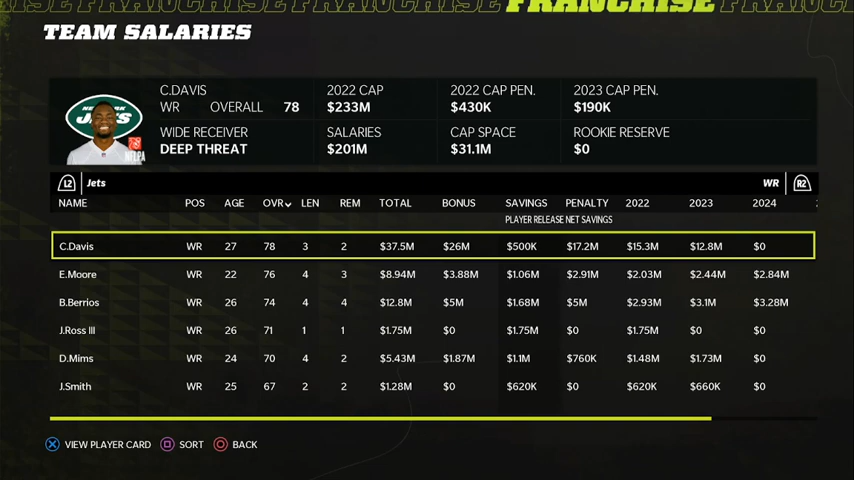 FRANCHISE FRANCHISE FRANCHISE FRANCHISE
TEAM SALARIES
C.DAVIS
WR OVERALL 78
WIDE RECEIVER
DEEP THREAT
2022 CAP
$233M
SALARIES
$201M
2022 CAP PEN.
$430K
CAP SPACE
$31.1M
2023 CAP PEN.
$190K
ROOKIE RESERVE
$0
NEW YORK
JETS
NFLPA
L2 Jets WR R2
NAME POS AGE OVR LEN REM TOTAL BONUS SAVINGS PENALTY 2022 2023 2024
PLAYER RELEASE NET SAVINGS
C.Davis WR 27 78 3 2 $37.5M $26M $500K $17.2M $15.3M $12.8M $0
E.Moore WR 22 76 4 3 $8.94M $3.88M $1.06M $2.91M $2.03M $2.44M $2.84M
B.Berrios WR 26 74 4 4 $12.8M $5M $1.68M $5M $2.93M $3.1M $3.28M
J.Ross III WR 26 71 1 1 $1.75M $0 $1.75M $0 $1.75M $0 $0
D.Mims WR 24 70 4 2 $5.43M $1.87M $1.1M $760K $1.48M $1.73M $0
J.Smith WR 25 67 2 2 $1.28M $0 $620K $0 $620K $660K $0
VIEW PLAYER CARD SORT BACK